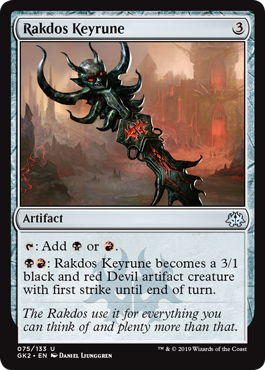 Rakdos Keyrune 3
Artifact
: Add or .
: Rakdos Keyrune becomes a 3/1
black and red Devil artifact creature
with first strike until end of turn.
The Rakdos use it for everything you
can think of and plenty more than that.
075/133 U
GK2 • EN Daniel Ljunggren
™ & © 2019 Wizards of the Coast